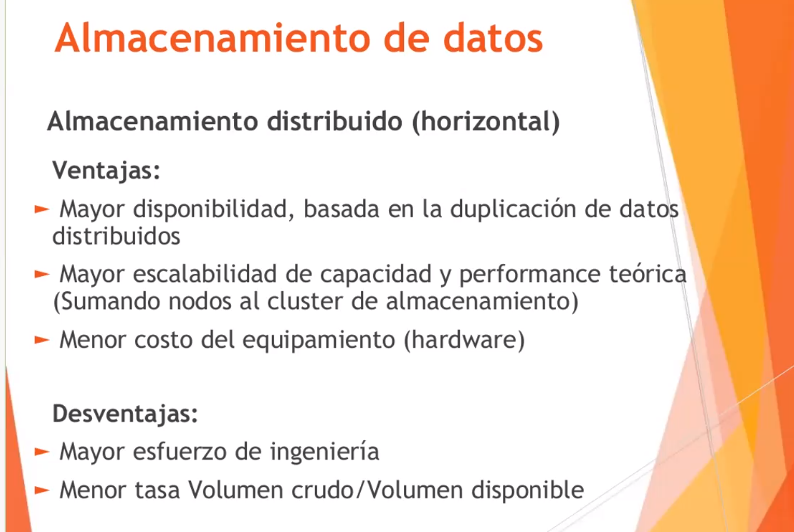 Almacenamiento de datos
Almacenamiento distribuido (horizontal)
Ventajas:
► Mayor disponibilidad, basada en la duplicación de datos
distribuidos
► Mayor escalabilidad de capacidad y performance teórica
(Sumando nodos al cluster de almacenamiento)
► Menor costo del equipamiento (hardware)
Desventajas:
► Mayor esfuerzo de ingeniería
► Menor tasa Volumen crudo/Volumen disponible